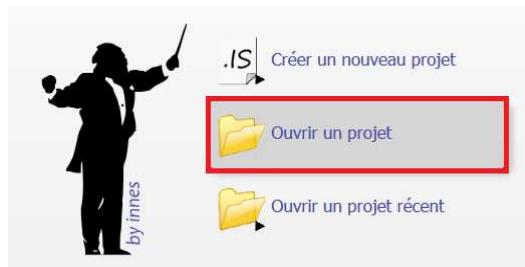 .IS
Créer un nouveau projet
Ouvrir un projet
Ouvrir un projet récent
by innes